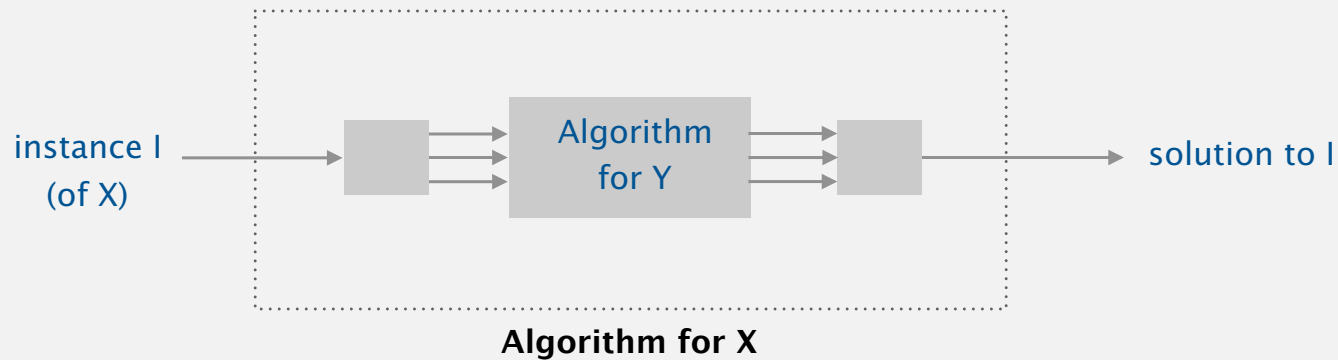 instance I
(of X)
Algorithm
for Y
solution to I
Algorithm for X